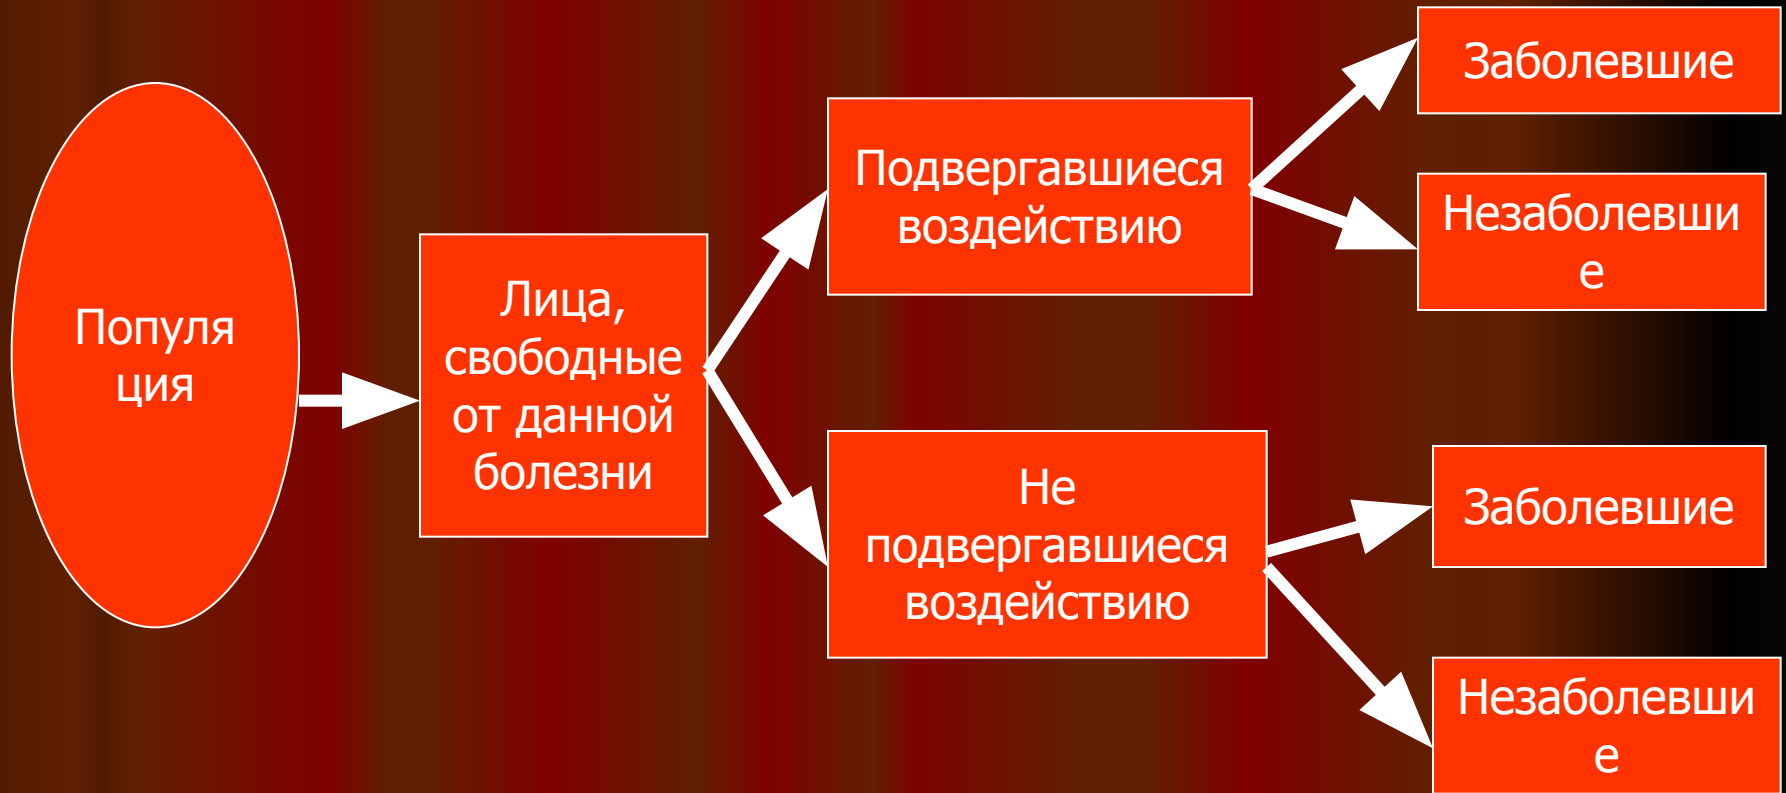 Популя
ция
Лица,
свободные
от данной
болезни
Подвергавшиеся
воздействию
Не
подвергавшиеся
воздействию
Заболевшие
Незаболевши
е
Заболевшие
Незаболевши
е